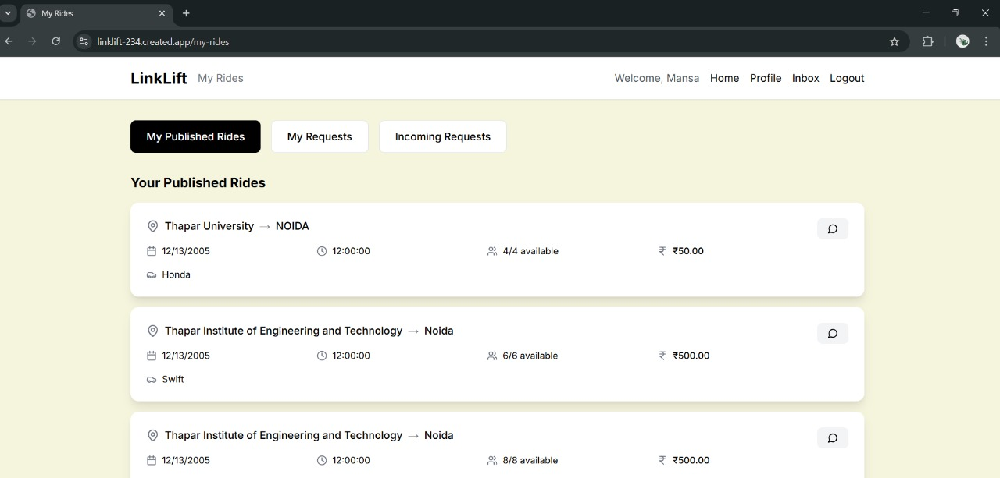 My Rides
linklift-234.created.app/my-rides
LinkLift My Rides Welcome, Mansa Home Profile Inbox Logout
My Published Rides My Requests Incoming Requests
Your Published Rides
Thapar University → NOIDA
12/13/2005 12:00:00 4/4 available ₹ ₹50.00
Honda
Thapar Institute of Engineering and Technology → Noida
12/13/2005 12:00:00 6/6 available ₹ ₹500.00
Swift
Thapar Institute of Engineering and Technology → Noida
12/13/2005 12:00:00 8/8 available ₹ ₹500.00